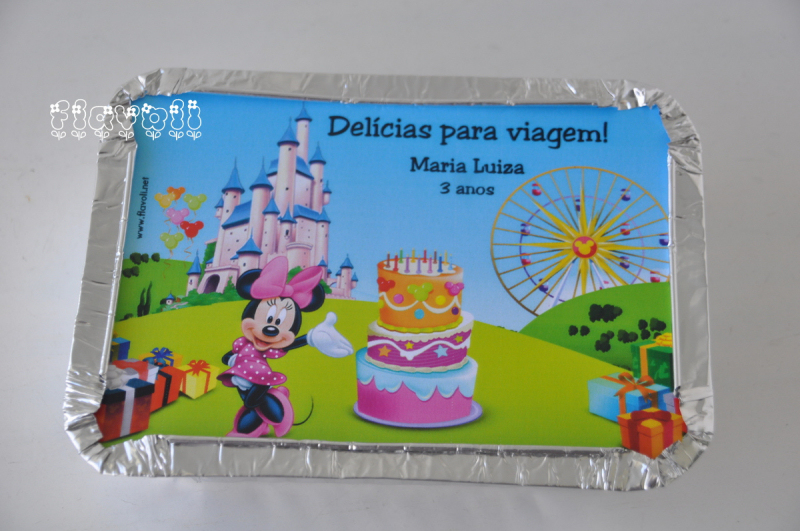 flavoli
Delícias para viagem!
Maria Luiza
3 anos
www.flavoli.net